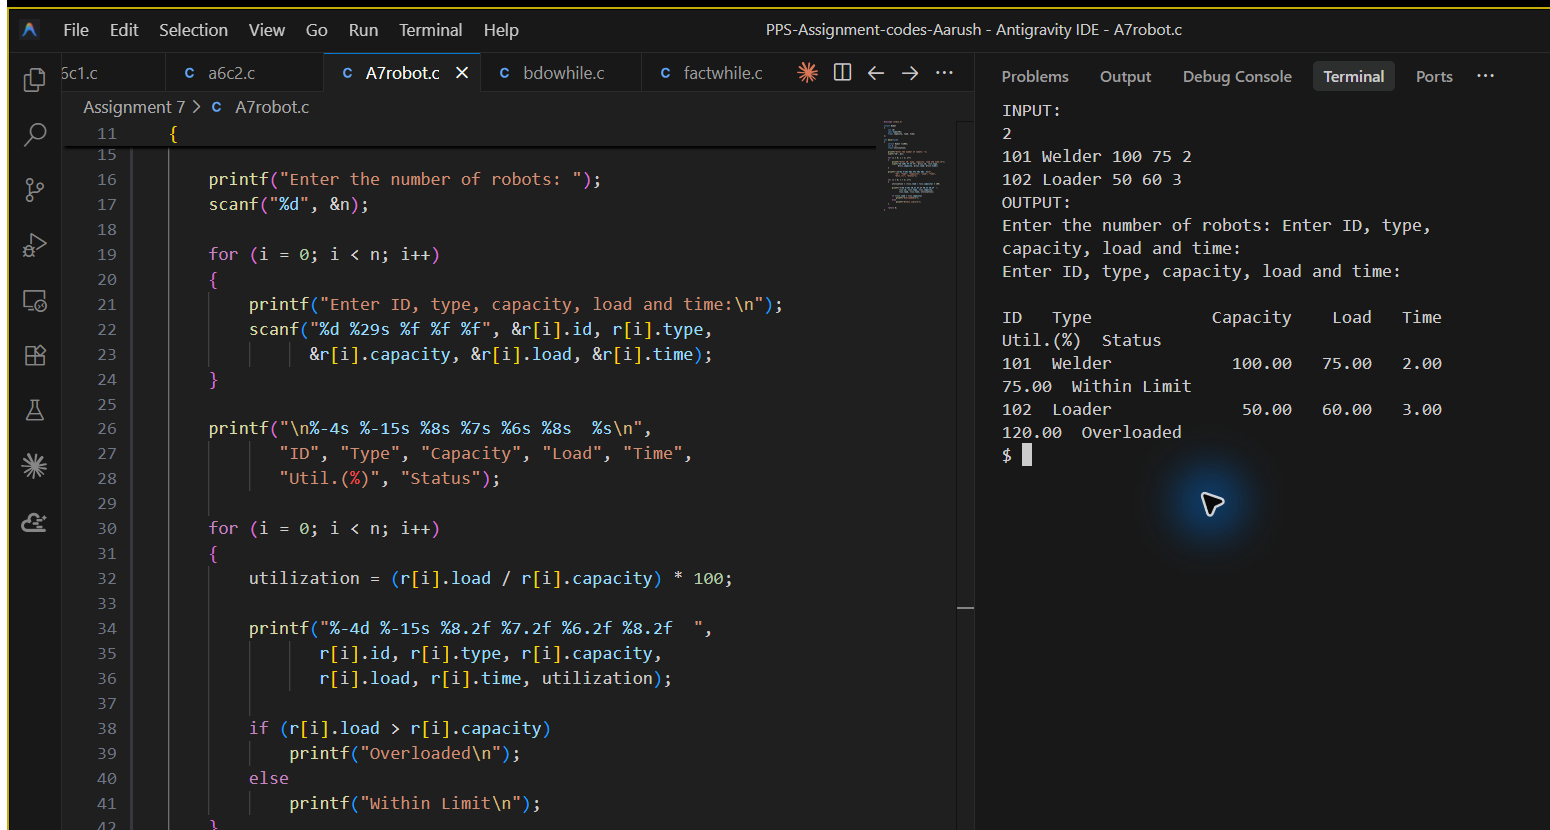 File Edit Selection View Go Run Terminal Help
PPS-Assignment-codes-Aarush - Antigravity IDE - A7robot.c
6c1.c
C a6c2.c
C A7robot.c
C bdowhile.c
C factwhile.c
Assignment 7 > C A7robot.c
11 {
15
16 printf("Enter the number of robots: ");
17 scanf("%d", &n);
18
19 for (i = 0; i < n; i++)
20 {
21 printf("Enter ID, type, capacity, load and time:\n");
22 scanf("%d %29s %f %f %f", &r[i].id, r[i].type,
23 &r[i].capacity, &r[i].load, &r[i].time);
24 }
25
26 printf("\n%-4s %-15s %8s %7s %6s %8s  %s\n",
27 "ID", "Type", "Capacity", "Load", "Time",
28 "Util.(%)", "Status");
29
30 for (i = 0; i < n; i++)
31 {
32 utilization = (r[i].load / r[i].capacity) * 100;
33
34 printf("%-4d %-15s %8.2f %7.2f %6.2f %8.2f  ",
35 r[i].id, r[i].type, r[i].capacity,
36 r[i].load, r[i].time, utilization);
37
38 if (r[i].load > r[i].capacity)
39 printf("Overloaded\n");
40 else
41 printf("Within Limit\n");
42 }
Problems Output Debug Console Terminal Ports
INPUT:
2
101 Welder 100 75 2
102 Loader 50 60 3
OUTPUT:
Enter the number of robots: Enter ID, type,
capacity, load and time:
Enter ID, type, capacity, load and time:
ID Type Capacity Load Time
Util.(%) Status
101 Welder 100.00 75.00 2.00
75.00 Within Limit
102 Loader 50.00 60.00 3.00
120.00 Overloaded
$